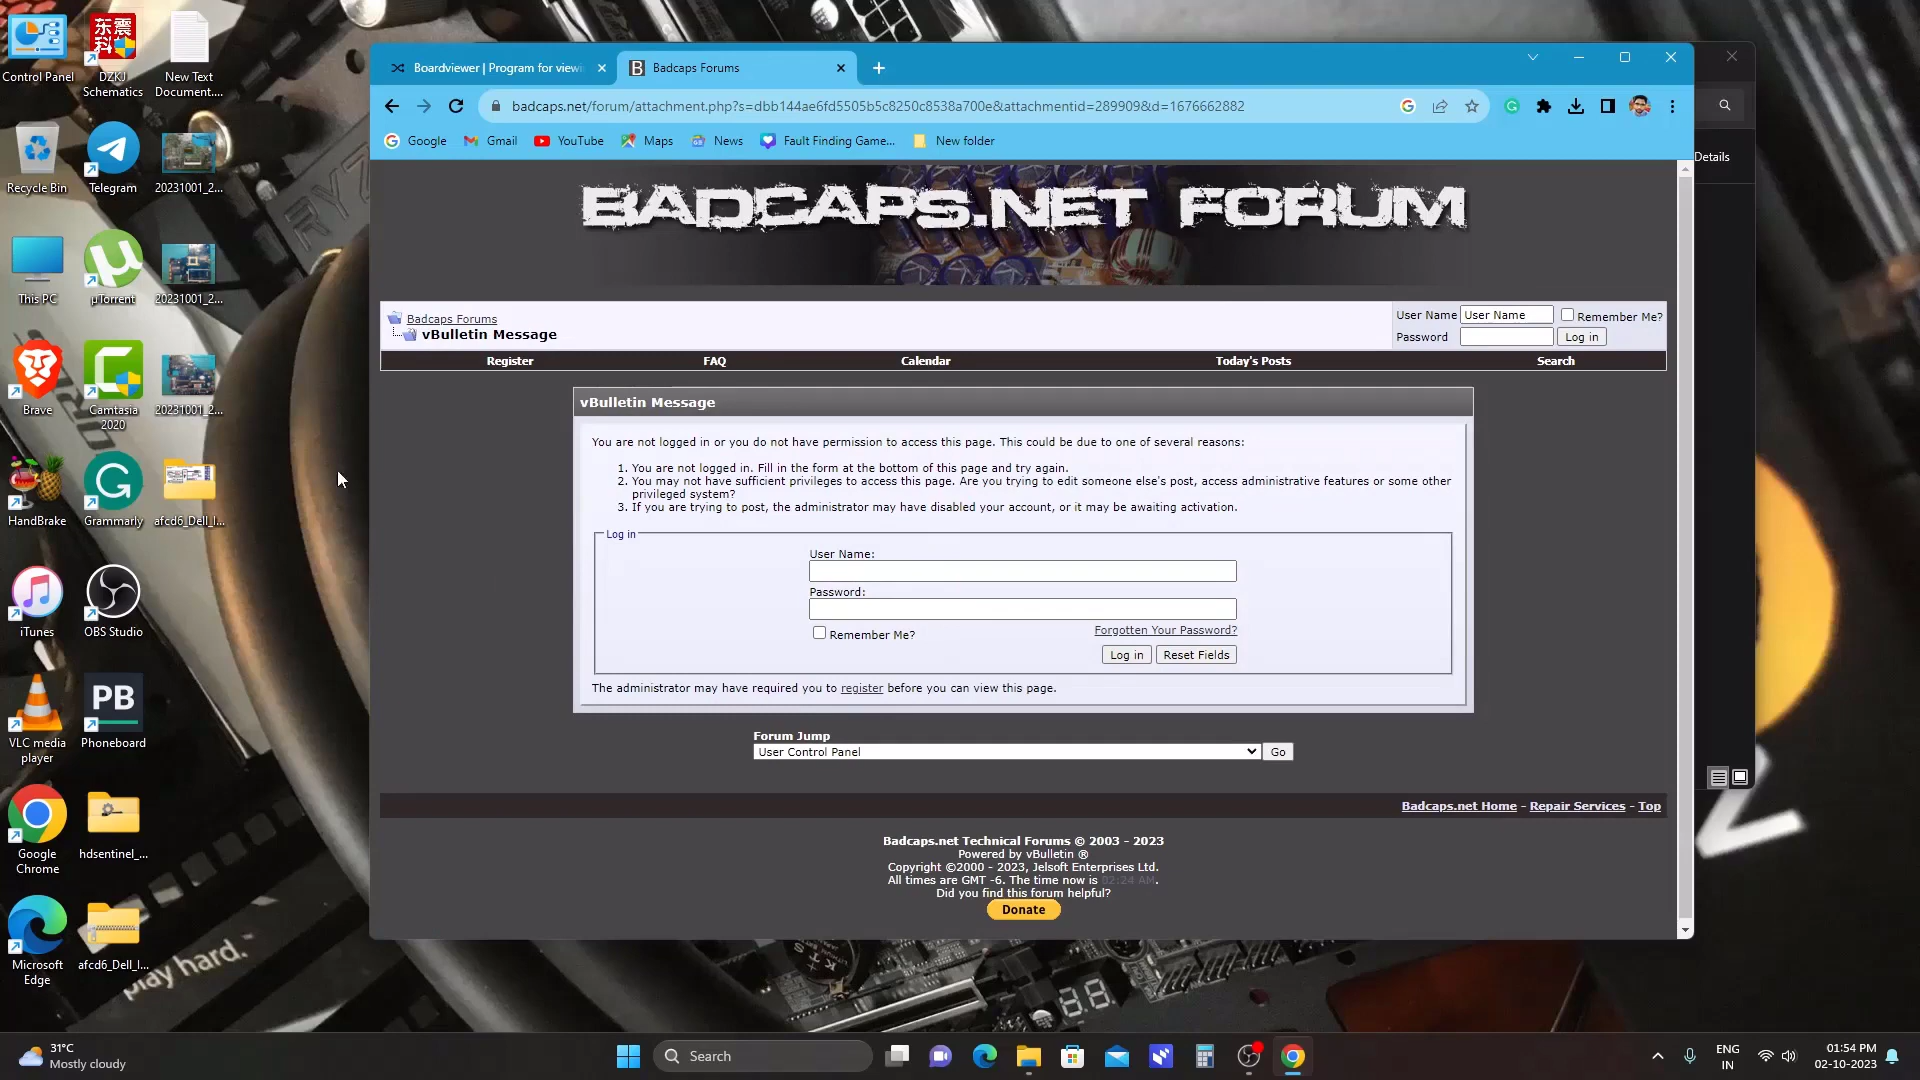 Control Panel
DZKJ
Schematics
New Text
Document....
Recycle Bin
Telegram
20231001_2...
This PC
µTorrent
20231001_2...
Brave
Camtasia
2020
20231001_2...
HandBrake
Grammarly
afcd6_Dell_I...
iTunes
OBS Studio
VLC media
player
PB
Phoneboard
Google
Chrome
hdsentinel_...
Microsoft
Edge
afcd6_Dell_I...
东震
科
play hard.
Boardviewer | Program for viewi
Badcaps Forums
badcaps.net/forum/attachment.php?s=dbb144ae6fd5505b5c8250c8538a700e&attachmentid=289909&d=1676662882
Google
Gmail
YouTube
Maps
News
Fault Finding Game...
New folder
Details
BADCAPS.NET FORUM
Badcaps Forums
vBulletin Message
User Name User Name Remember Me?
Password Log in
Register FAQ Calendar Today's Posts Search
vBulletin Message
You are not logged in or you do not have permission to access this page. This could be due to one of several reasons:
1. You are not logged in. Fill in the form at the bottom of this page and try again.
2. You may not have sufficient privileges to access this page. Are you trying to edit someone else's post, access administrative features or some other
privileged system?
3. If you are trying to post, the administrator may have disabled your account, or it may be awaiting activation.
Log in
User Name:
Password:
Remember Me? Forgotten Your Password?
Log in Reset Fields
The administrator may have required you to register before you can view this page.
Forum Jump
User Control Panel Go
Badcaps.net Home - Repair Services - Top
Badcaps.net Technical Forums © 2003 - 2023
Powered by vBulletin ®
Copyright ©2000 - 2023, Jelsoft Enterprises Ltd.
All times are GMT -6. The time now is 02:24 AM.
Did you find this forum helpful?
Donate
31°C
Mostly cloudy
Search
ENG
IN
01:54 PM
02-10-2023